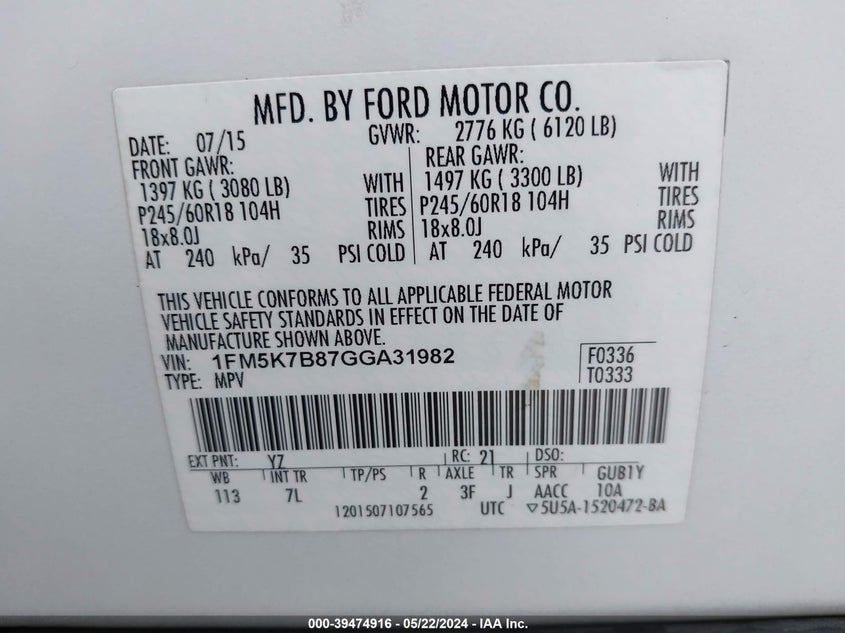 MFD. BY FORD MOTOR CO.
DATE: 07/15 GVWR: 2776 KG ( 6120 LB)
FRONT GAWR: REAR GAWR:
1397 KG ( 3080 LB) WITH 1497 KG ( 3300 LB) WITH
P245/60R18 104H TIRES P245/60R18 104H TIRES
18x8.0J RIMS 18x8.0J RIMS
AT 240 kPa/ 35 PSI COLD AT 240 kPa/ 35 PSI COLD
THIS VEHICLE CONFORMS TO ALL APPLICABLE FEDERAL MOTOR
VEHICLE SAFETY STANDARDS IN EFFECT ON THE DATE OF
MANUFACTURE SHOWN ABOVE.
VIN: 1FM5K7B87GGA31982 F0336
TYPE: MPV T0333
EXT PNT: YZ RC: 21 DSO:
WB INT TR TP/PS R AXLE TR SPR GUB1Y
113 7L 2 3F J AACC 10A
1201507107565 UTC ▽5U5A-1520472-BA
000-39474916 - 05/22/2024 - IAA Inc.